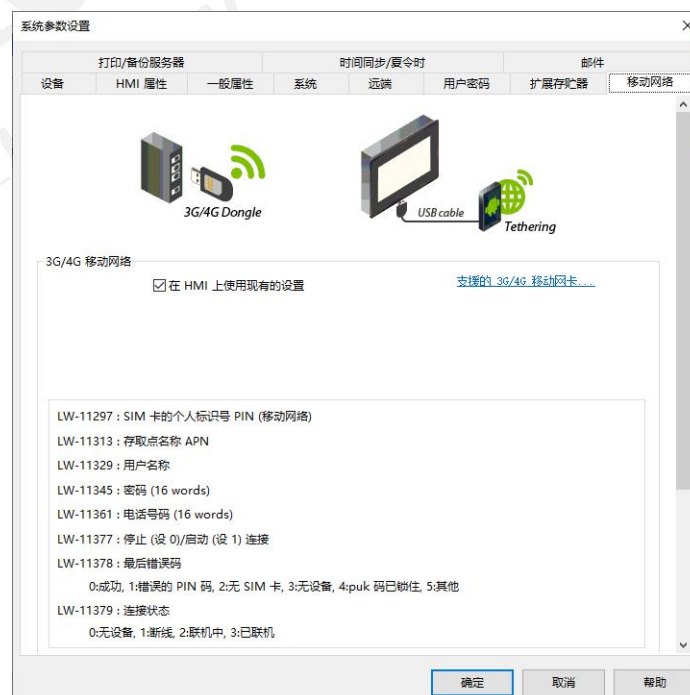 系统参数设置
打印/备份服务器 时间同步/夏令时 邮件
设备 HMI 属性 一般属性 系统 远端 用户密码 扩展存贮器 移动网络
3G/4G Dongle
USB cable
Tethering
3G/4G 移动网络
在 HMI 上使用现有的设置 支援的 3G/4G 移动网卡...
LW-11297 : SIM 卡的个人标识号 PIN (移动网络)
LW-11313 : 存取点名称 APN
LW-11329 : 用户名称
LW-11345 : 密码 (16 words)
LW-11361 : 电话号码 (16 words)
LW-11377 : 停止 (设 0)/启动 (设 1) 连接
LW-11378 : 最后错误码
0:成功, 1:错误的 PIN 码, 2:无 SIM 卡, 3:无设备, 4:puk 码已锁住, 5:其他
LW-11379 : 连接状态
0:无设备, 1:断线, 2:联机中, 3:已联机
确定 取消 帮助